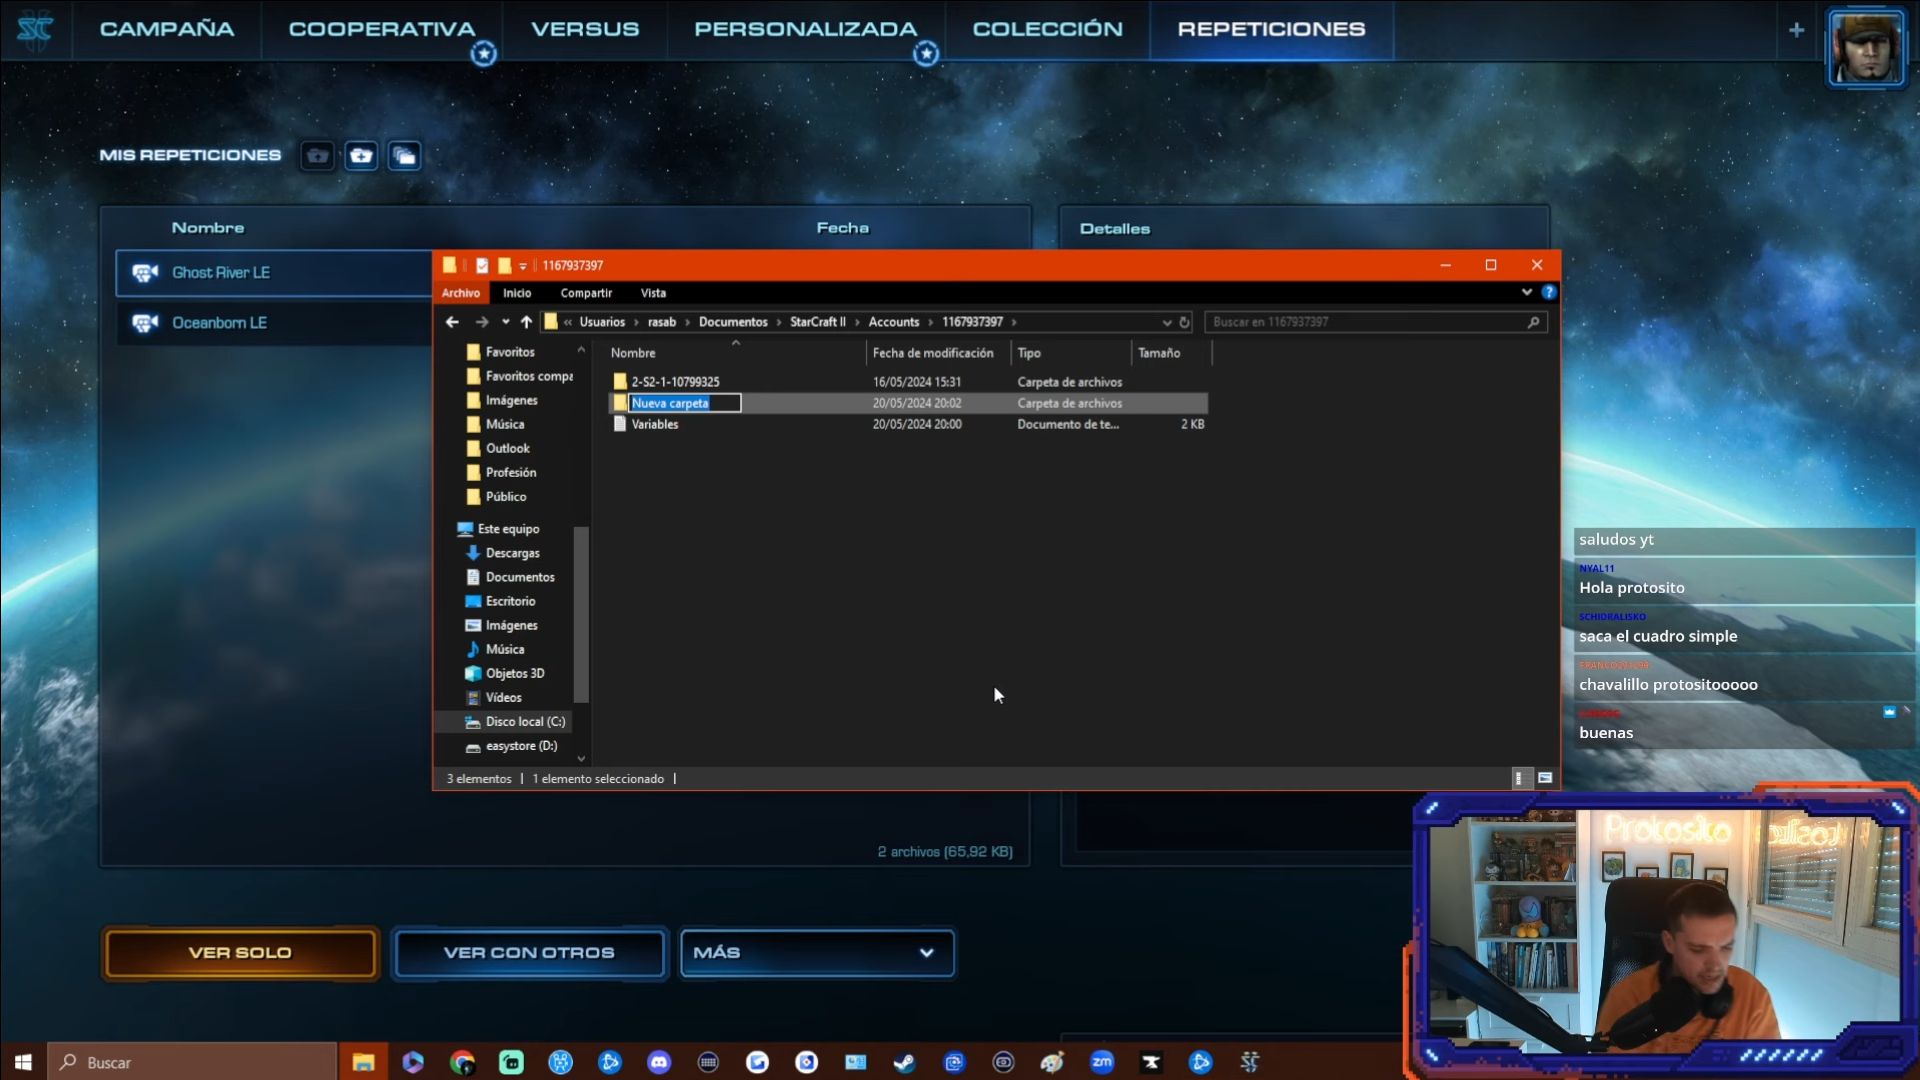 CAMPAÑA
COOPERATIVA
VERSUS
PERSONALIZADA
COLECCIÓN
REPETICIONES
MIS REPETICIONES
Nombre
Fecha
Detalles
Ghost River LE
Oceanborn LE
1167937397
Archivo
Inicio
Compartir
Vista
« Usuarios › rasab › Documentos › StarCraft II › Accounts › 1167937397 ›
Buscar en 1167937397
Favoritos
Favoritos compa
Imágenes
Música
Outlook
Profesión
Público
Este equipo
Descargas
Documentos
Escritorio
Imágenes
Música
Objetos 3D
Vídeos
Disco local (C:)
easystore (D:)
Nombre
Fecha de modificación
Tipo
Tamaño
2-S2-1-10799325
16/05/2024 15:31
Carpeta de archivos
Nueva carpeta
20/05/2024 20:02
Carpeta de archivos
Variables
20/05/2024 20:00
Documento de te...
2 KB
3 elementos
1 elemento seleccionado
saludos yt
NYAL11
Hola protosito
SCHIDRALISKO
saca el cuadro simple
chavalillo protositooooo
buenas
2 archivos (65,92 KB)
VER SOLO
VER CON OTROS
MÁS
Protosito
Buscar
zm